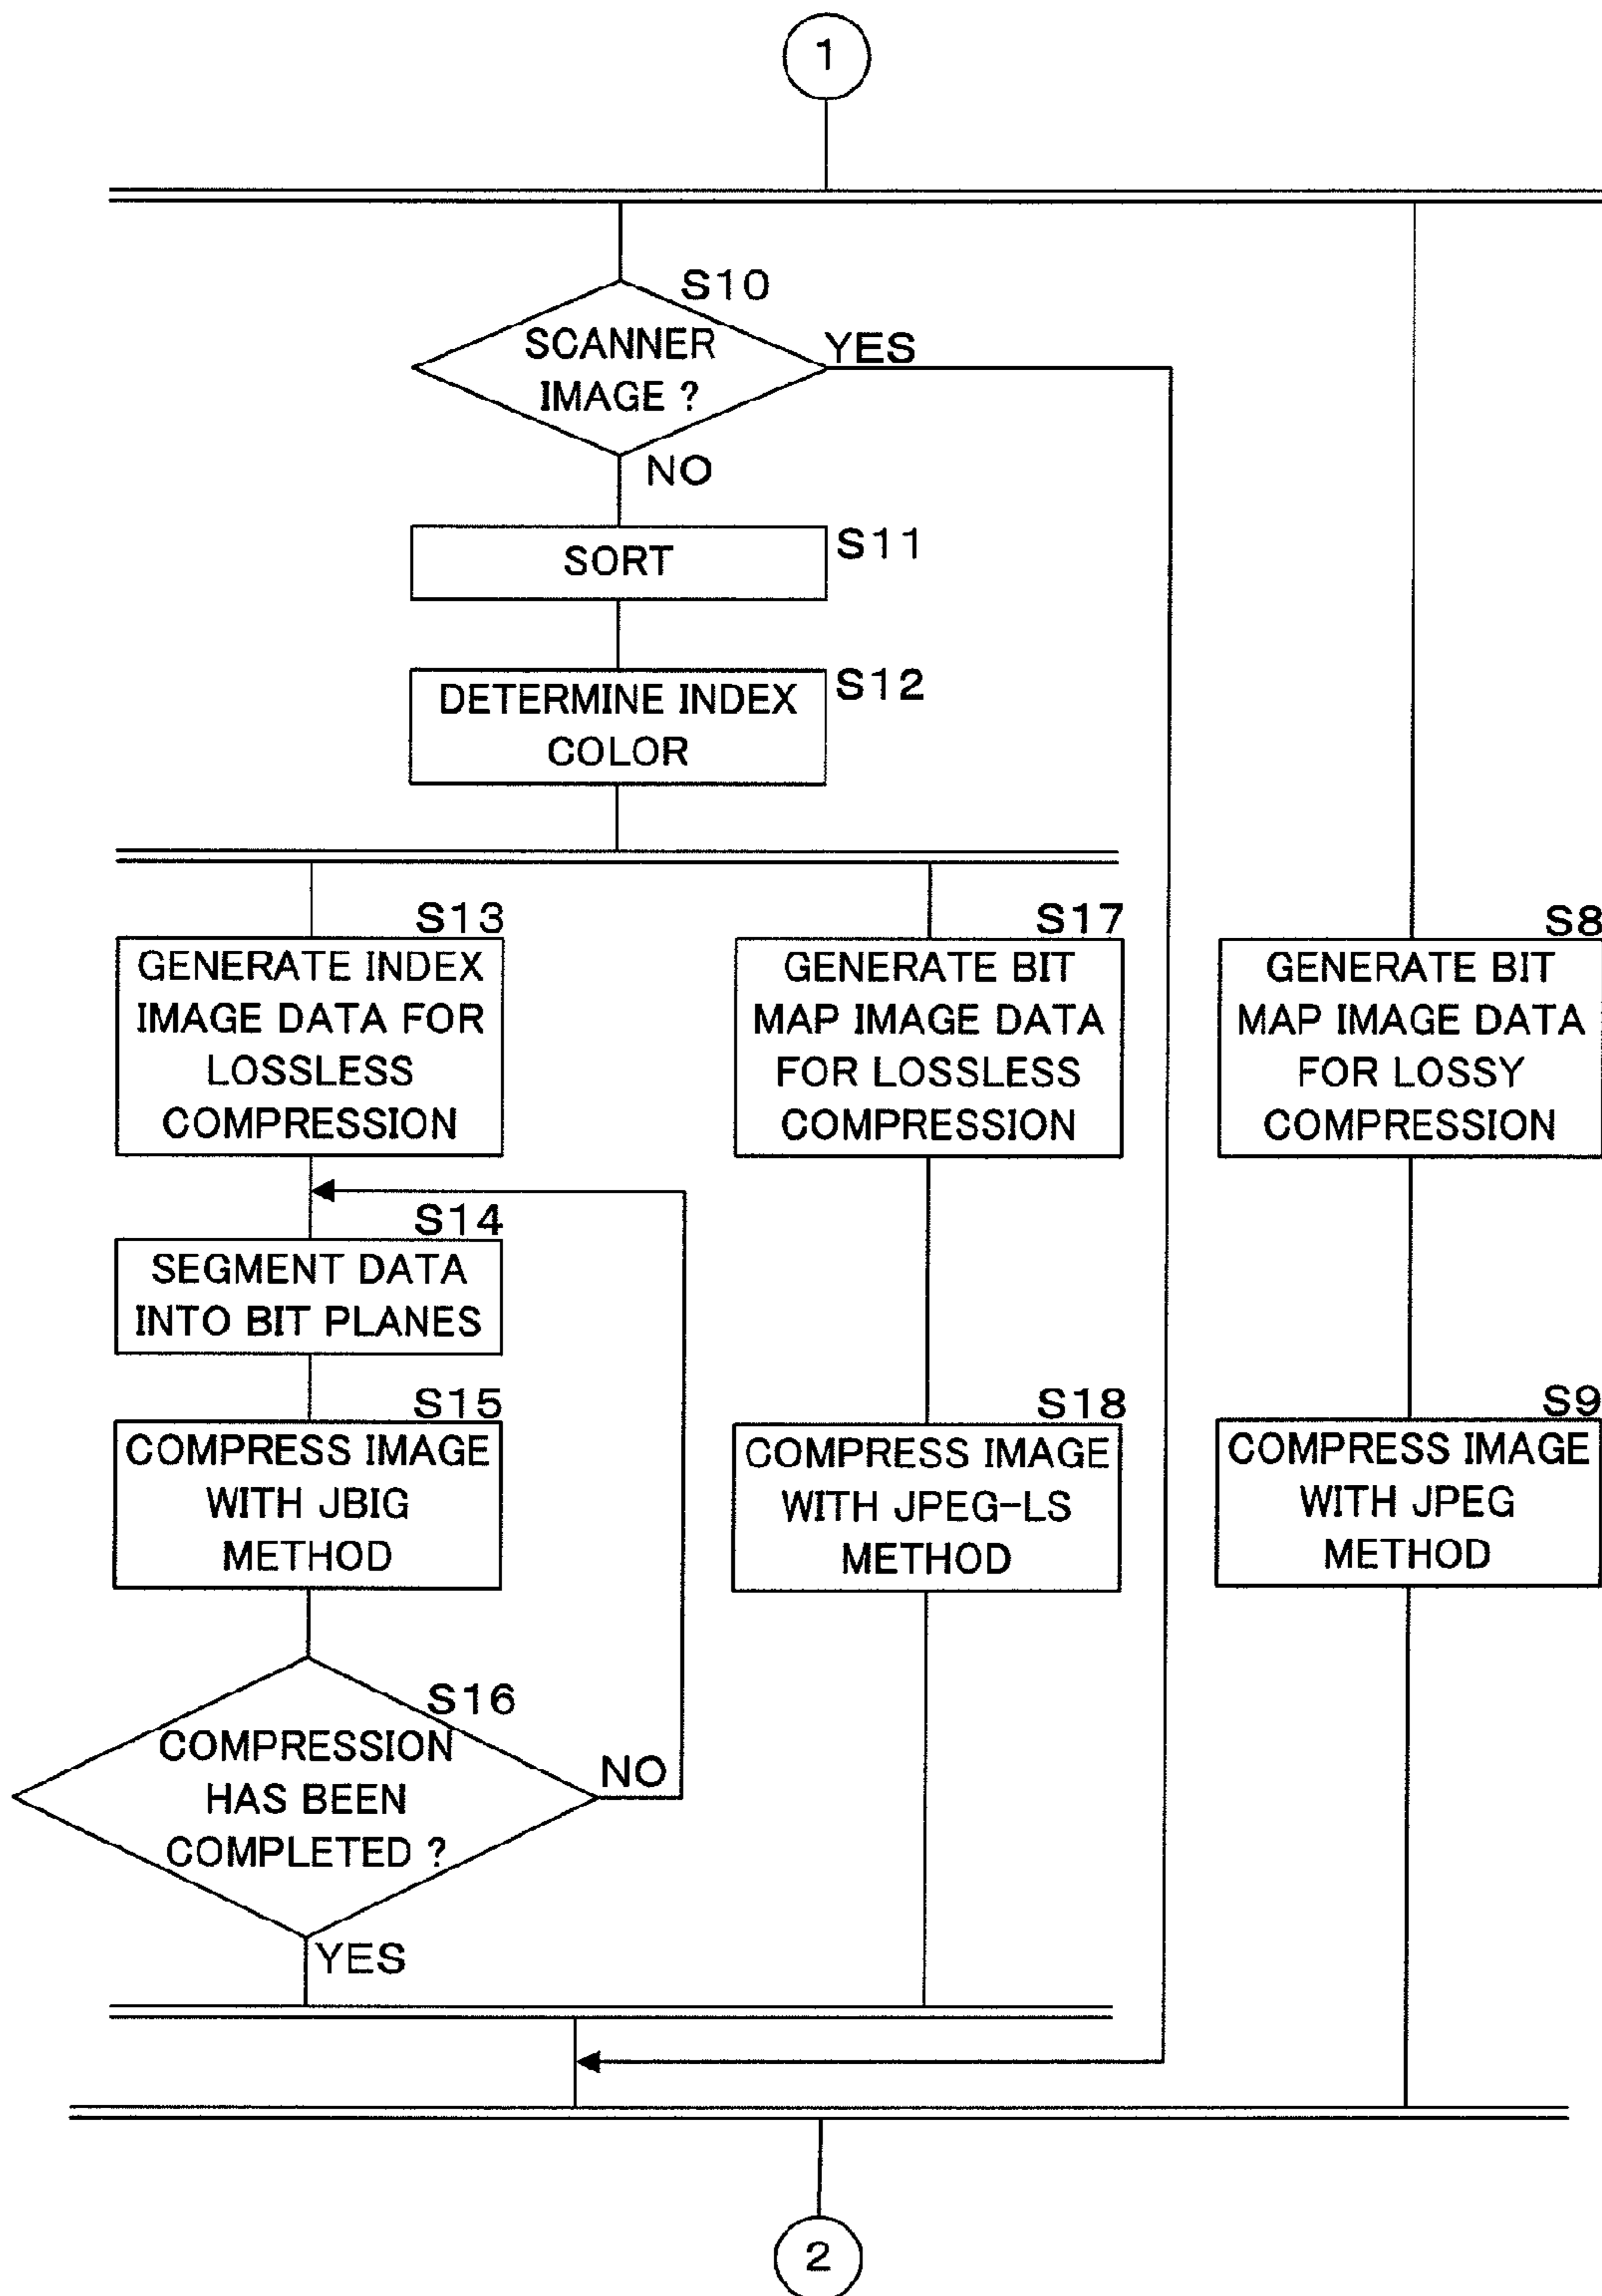 1
S10
SCANNER
IMAGE ?
YES
NO
SORT
S11
DETERMINE INDEX
COLOR
S12
S13
GENERATE INDEX
IMAGE DATA FOR
LOSSLESS
COMPRESSION
S17
GENERATE BIT
MAP IMAGE DATA
FOR LOSSLESS
COMPRESSION
S8
GENERATE BIT
MAP IMAGE DATA
FOR LOSSY
COMPRESSION
S14
SEGMENT DATA
INTO BIT PLANES
S15
COMPRESS IMAGE
WITH JBIG
METHOD
S18
COMPRESS IMAGE
WITH JPEG-LS
METHOD
S9
COMPRESS IMAGE
WITH JPEG
METHOD
S16
COMPRESSION
HAS BEEN
COMPLETED ?
NO
YES
2